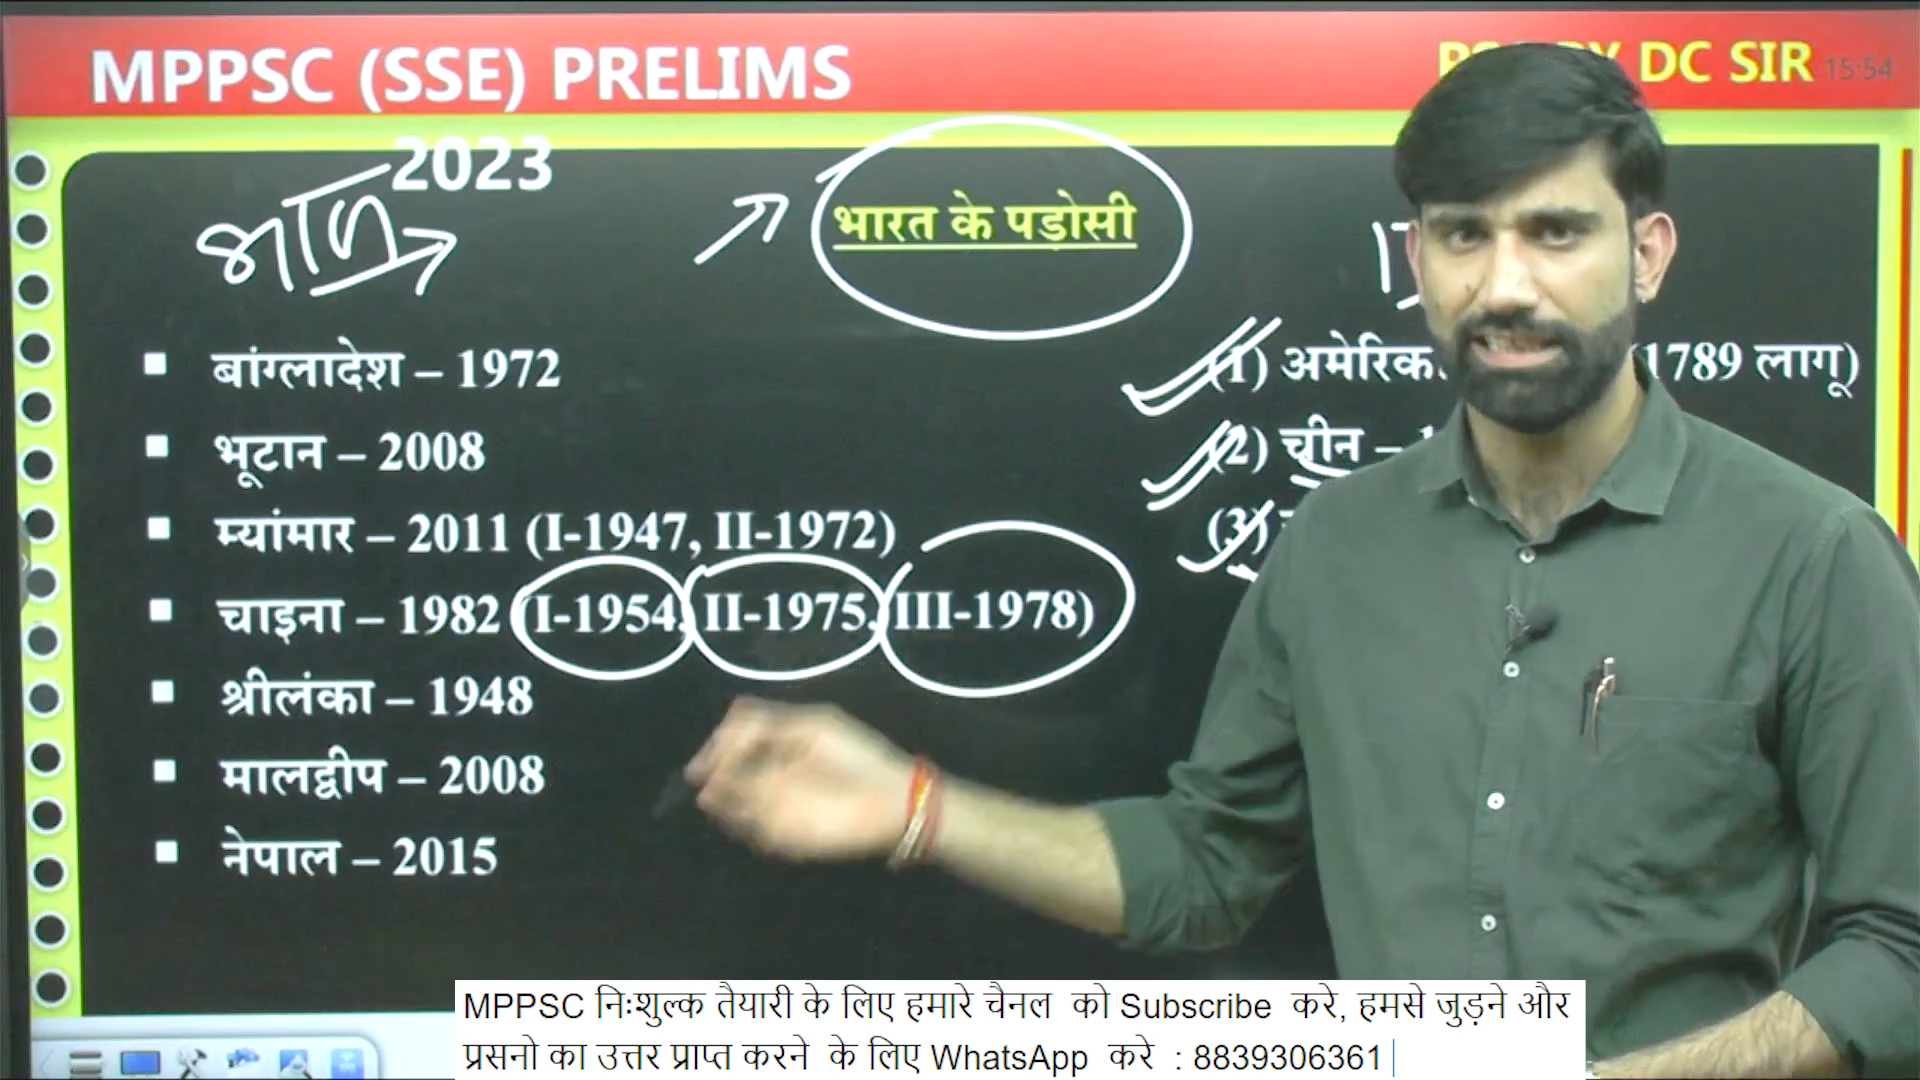 MPPSC (SSE) PRELIMS
DC SIR
15:54
2023
भारत के पड़ोसी
बांग्लादेश – 1972
भूटान – 2008
म्यांमार – 2011 (I-1947, II-1972)
चाइना – 1982 (I-1954, II-1975, III-1978)
श्रीलंका – 1948
मालद्वीप – 2008
नेपाल – 2015
(1) 1789 लागू)
(2) चीन –
(3)
MPPSC निःशुल्क तैयारी के लिए हमारे चैनल को Subscribe करे, हमसे जुड़ने और
प्रसनो का उत्तर प्राप्त करने के लिए WhatsApp करे : 8839306361